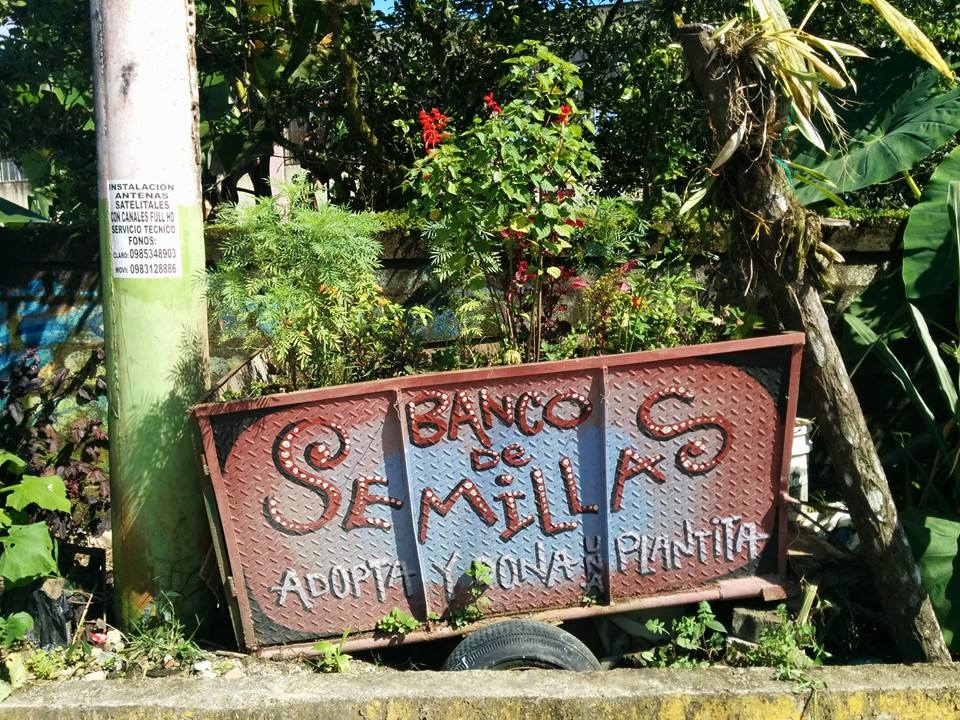 INSTALACIÓN
ANTENAS
SATELITALES
CON CANALES FULL HD
SERVICIO TECNICO
FONOS:
CLARO: 0985348903
MOVI: 0983128886
BANCO
DE
SEMILLAS
ADOPTA Y DONA UNA PLANTITA